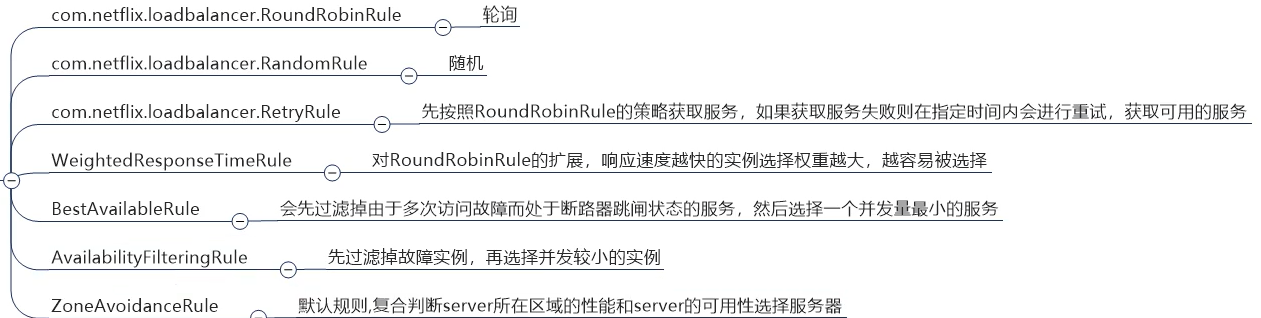 com.netflix.loadbalancer.RoundRobinRule 轮询
com.netflix.loadbalancer.RandomRule 随机
com.netflix.loadbalancer.RetryRule 先按照RoundRobinRule的策略获取服务，如果获取服务失败则在指定时间内会进行重试，获取可用的服务
WeightedResponseTimeRule 对RoundRobinRule的扩展，响应速度越快的实例选择权重越大，越容易被选择
BestAvailableRule 会先过滤掉由于多次访问故障而处于断路器跳闸状态的服务，然后选择一个并发量最小的服务
AvailabilityFilteringRule 先过滤掉故障实例，再选择并发较小的实例
ZoneAvoidanceRule 默认规则,复合判断server所在区域的性能和server的可用性选择服务器